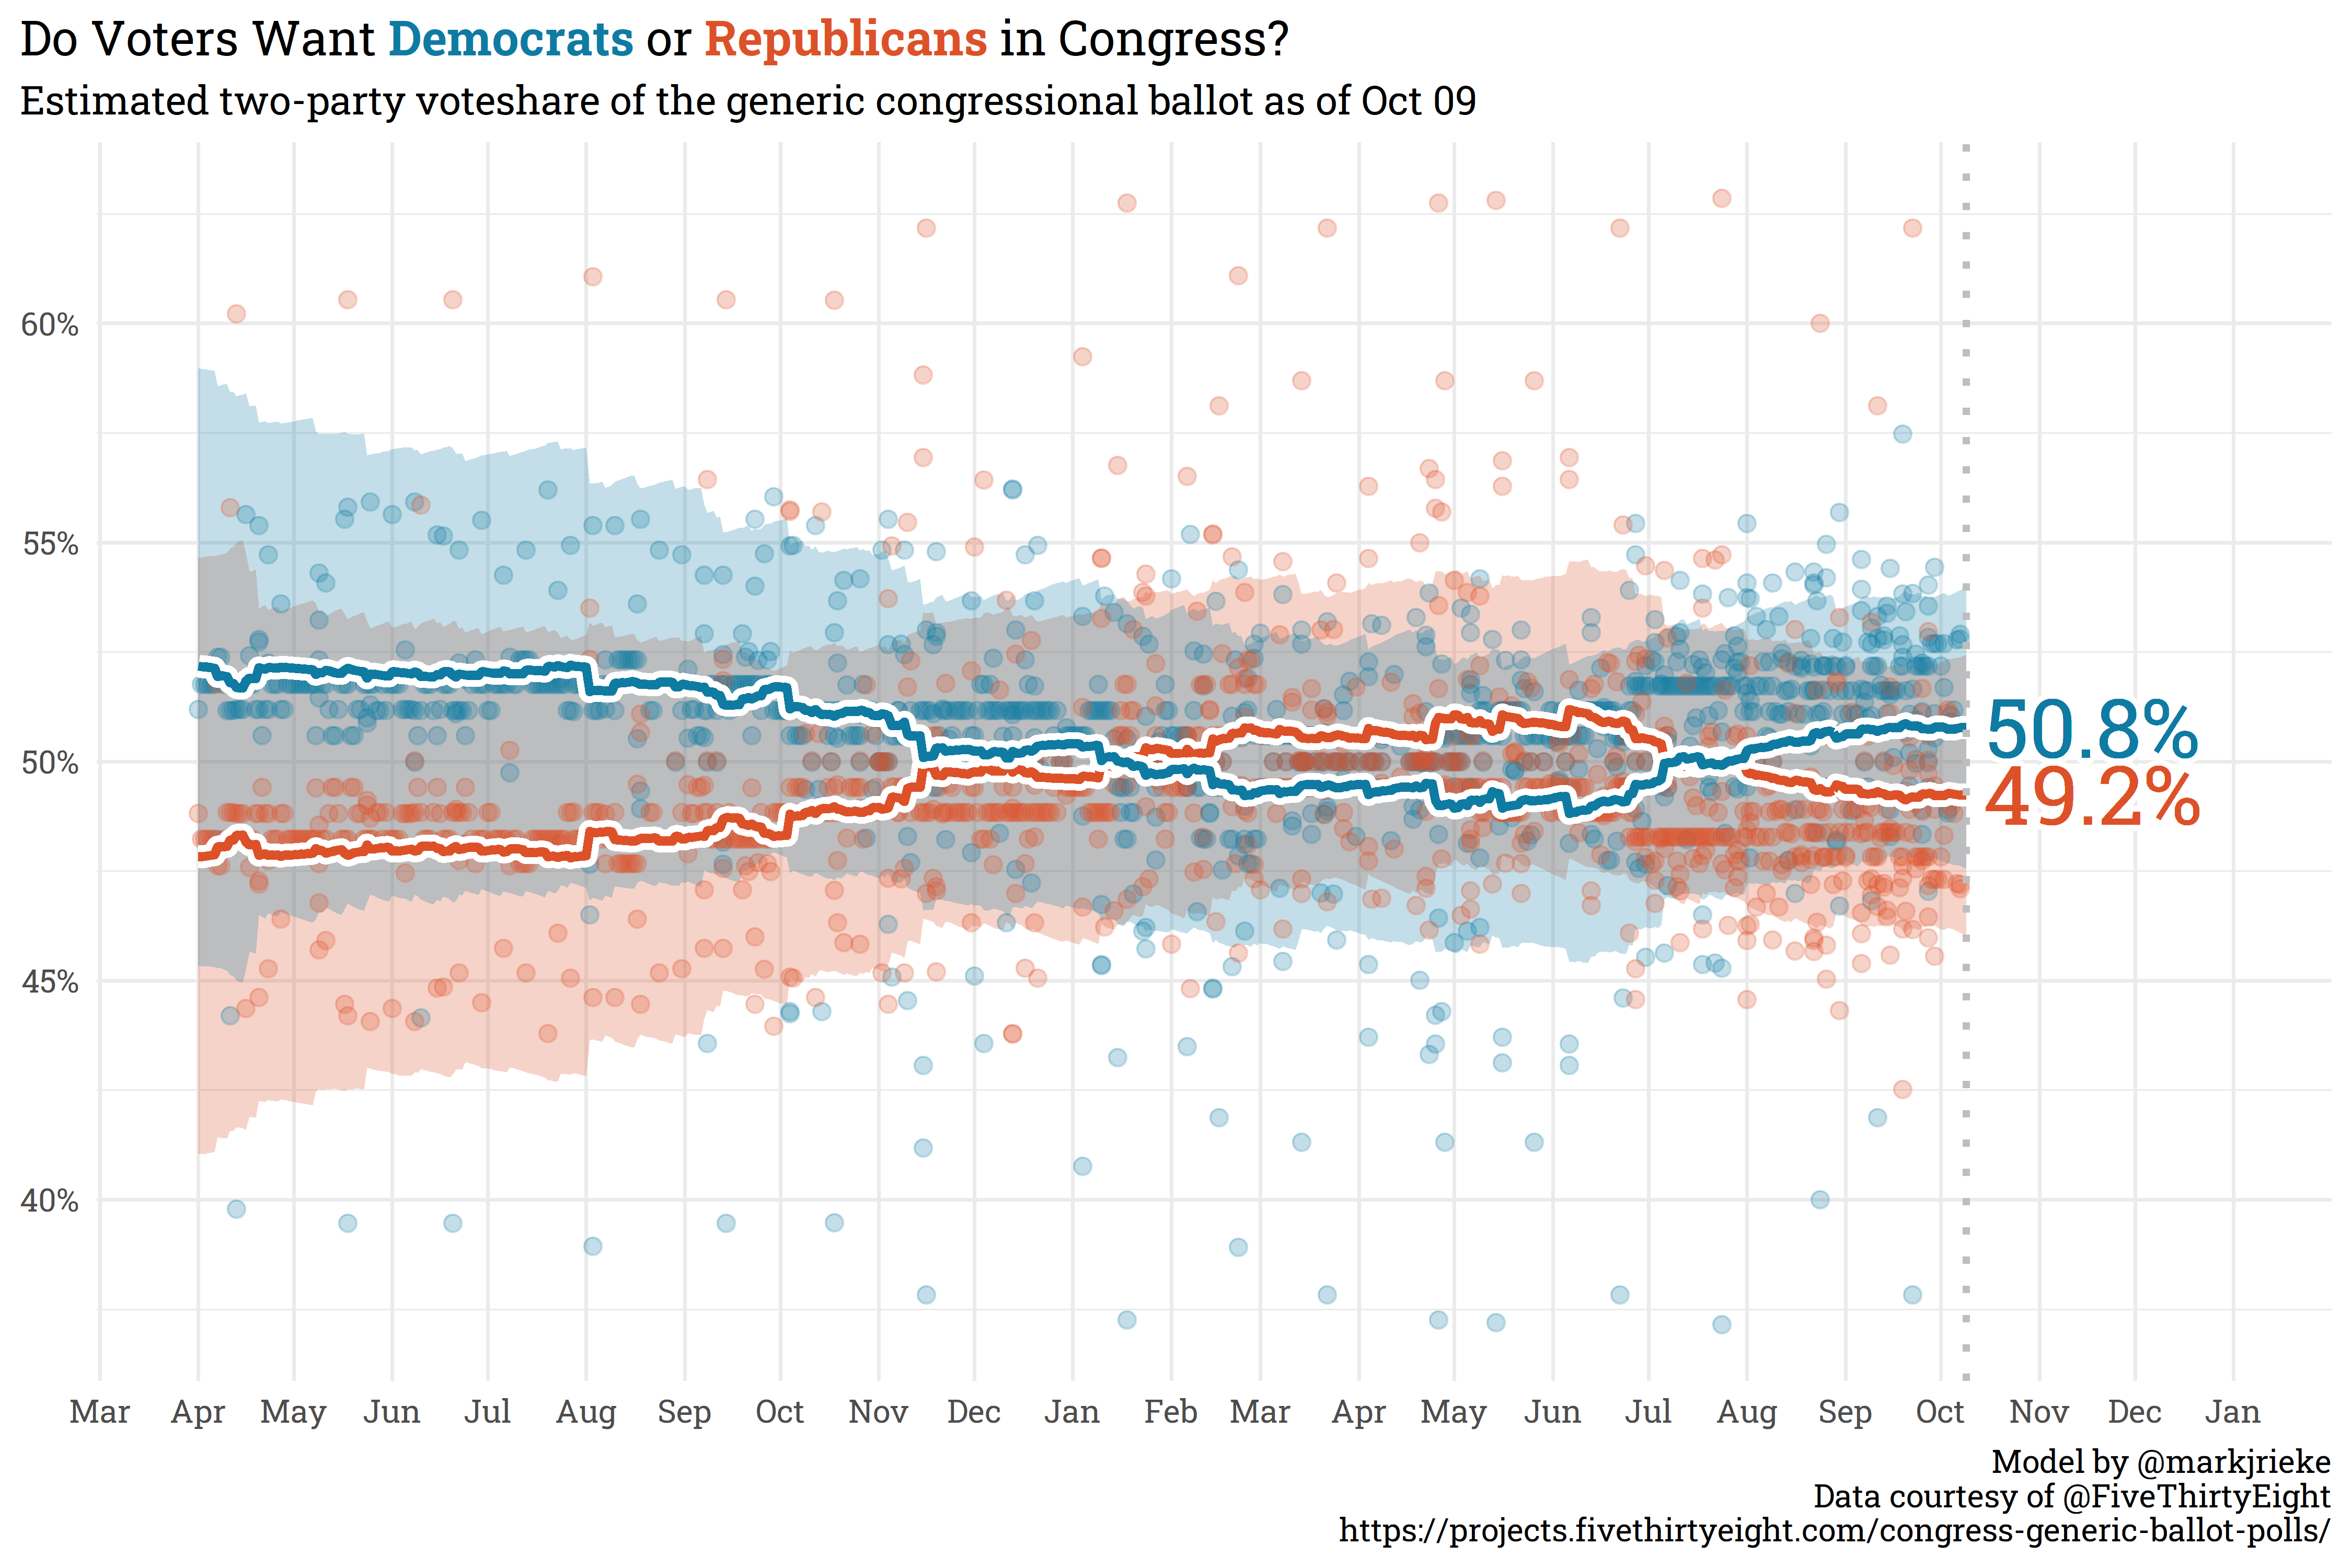 Do Voters Want Democrats or Republicans in Congress?
Estimated two-party voteshare of the generic congressional ballot as of Oct 09
60%
55%
50%
45%
40%
50.8%
49.2%
Mar Apr May Jun Jul Aug Sep Oct Nov Dec Jan Feb Mar Apr May Jun Jul Aug Sep Oct Nov Dec Jan
Model by @markjrieke
Data courtesy of @FiveThirtyEight
https://projects.fivethirtyeight.com/congress-generic-ballot-polls/